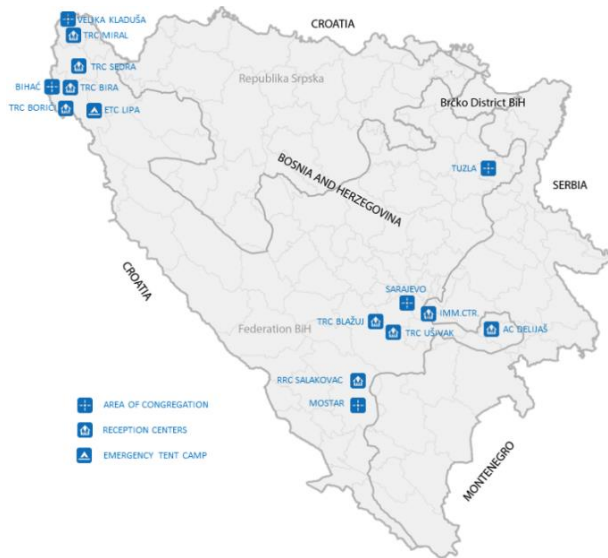 CROATIA
VELIKA KLADUŠA
TRC MIRAL
TRC SEDRA
Republika Srpska
BIHAĆ
TRC BIRA
TRC BORIĆI
ETC LIPA
Brčko District BiH
BOSNIA AND HERZEGOVINA
TUZLA
SERBIA
CROATIA
SARAJEVO
IMM.CTR.
TRC BLAŽUJ
Federation BiH
TRC UŠIVAK
AC DELIJAŠ
RRC SALAKOVAC
MOSTAR
AREA OF CONGREGATION
RECEPTION CENTERS
EMERGENCY TENT CAMP
MONTENEGRO